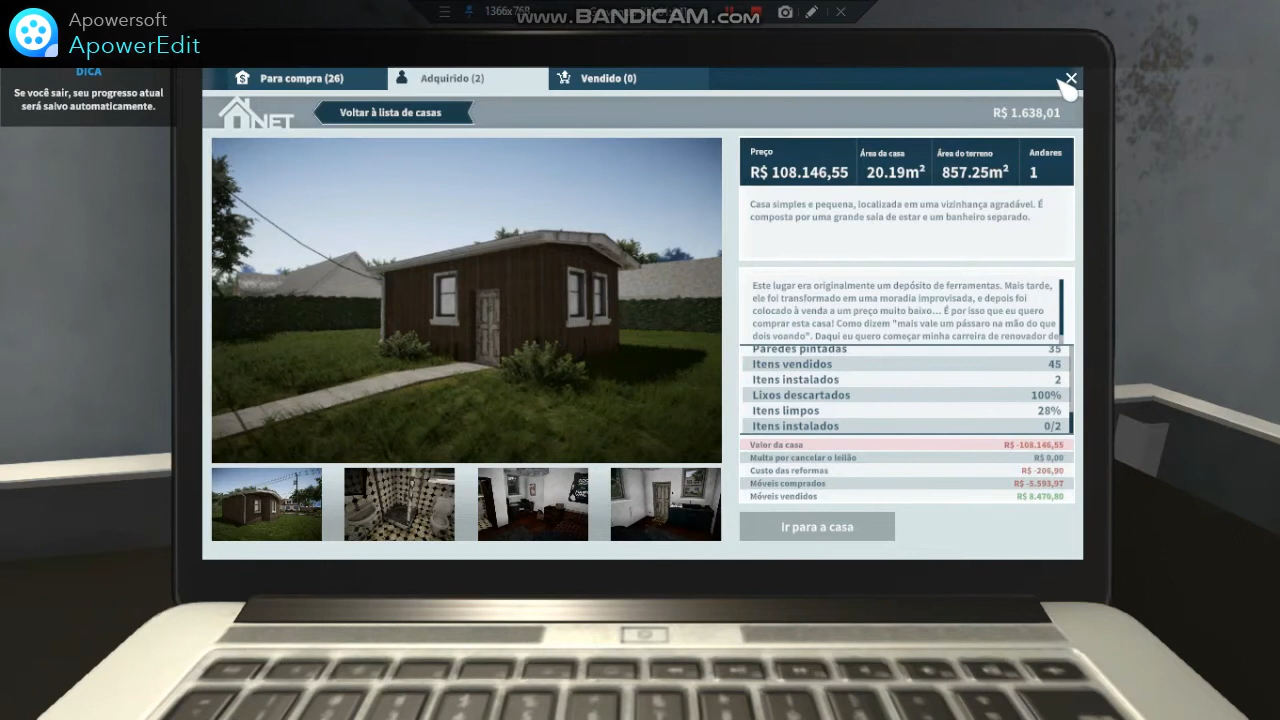 Apowersoft
ApowerEdit
1366x768
www.BANDICAM.com
DICA
Se você sair, seu progresso atual
será salvo automaticamente.
Para compra (26)
Adquirido (2)
Vendido (0)
NET
Voltar à lista de casas
R$ 1.638,01
Preço
Área da casa
Área do terreno
Andares
R$ 108.146,55
20.19m²
857.25m²
1
Casa simples e pequena, localizada em uma vizinhança agradável. É
composta por uma grande sala de estar e um banheiro separado.
Este lugar era originalmente um depósito de ferramentas. Mais tarde,
ele foi transformado em uma moradia improvisada, e depois foi
colocado à venda a um preço muito baixo... É por isso que eu quero
comprar esta casa! Como dizem "mais vale um pássaro na mão do que
dois voando". Daqui eu quero começar minha carreira de renovador de
Paredes pintadas 35
Itens vendidos 45
Itens instalados 2
Lixos descartados 100%
Itens limpos 28%
Itens instalados 0/2
Valor da casa R$ -108.146,55
Multa por cancelar o leilão R$ 0,00
Custo das reformas R$ -206,90
Móveis comprados R$ -5.593,97
Móveis vendidos R$ 8.470,80
Ir para a casa